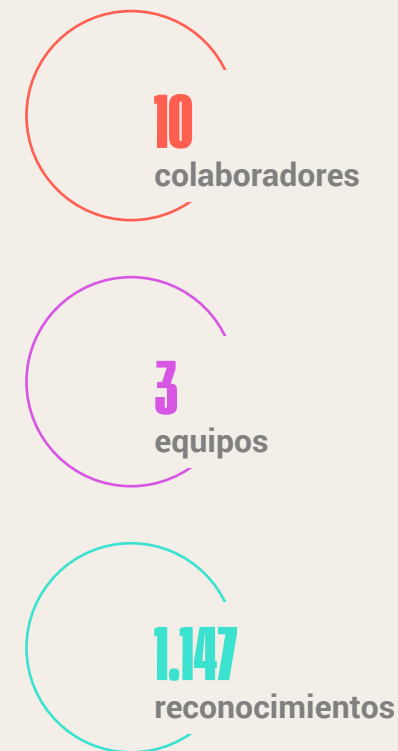 10
colaboradores
3
equipos
1.147
reconocimientos